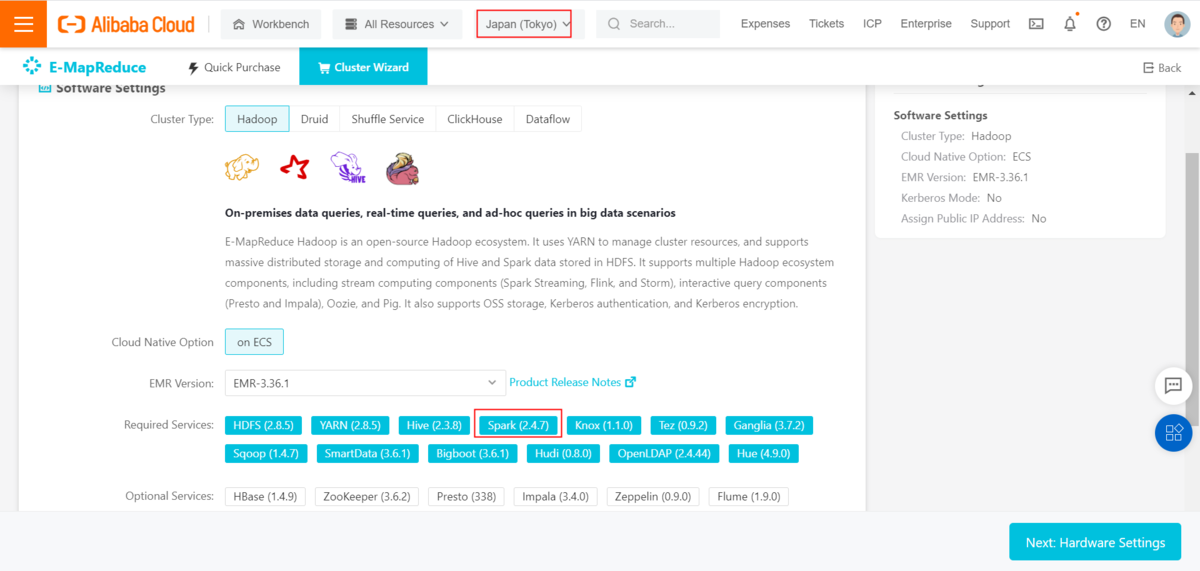 Alibaba Cloud
Workbench
All Resources
Japan (Tokyo)
Search...
Expenses
Tickets
ICP
Enterprise
Support
EN
E-MapReduce
Quick Purchase
Cluster Wizard
Back
Software Settings
Cluster Type: Hadoop Druid Shuffle Service ClickHouse Dataflow
HIVE
On-premises data queries, real-time queries, and ad-hoc queries in big data scenarios
E-MapReduce Hadoop is an open-source Hadoop ecosystem. It uses YARN to manage cluster resources, and supports
massive distributed storage and computing of Hive and Spark data stored in HDFS. It supports multiple Hadoop ecosystem
components, including stream computing components (Spark Streaming, Flink, and Storm), interactive query components
(Presto and Impala), Oozie, and Pig. It also supports OSS storage, Kerberos authentication, and Kerberos encryption.
Cloud Native Option on ECS
EMR Version: EMR-3.36.1 Product Release Notes
Required Services: HDFS (2.8.5) YARN (2.8.5) Hive (2.3.8) Spark (2.4.7) Knox (1.1.0) Tez (0.9.2) Ganglia (3.7.2)
Sqoop (1.4.7) SmartData (3.6.1) Bigboot (3.6.1) Hudi (0.8.0) OpenLDAP (2.4.44) Hue (4.9.0)
Optional Services: HBase (1.4.9) ZooKeeper (3.6.2) Presto (338) Impala (3.4.0) Zeppelin (0.9.0) Flume (1.9.0)
Software Settings
Cluster Type: Hadoop
Cloud Native Option: ECS
EMR Version: EMR-3.36.1
Kerberos Mode: No
Assign Public IP Address: No
Next: Hardware Settings